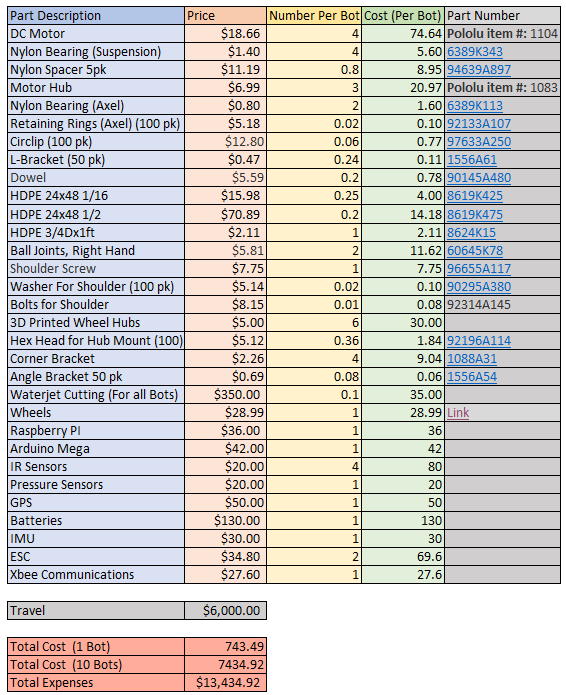 Part Description Price Number Per Bot Cost (Per Bot) Part Number
DC Motor $18.66 4 74.64 Pololu item #: 1104
Nylon Bearing (Suspension) $1.40 4 5.60 6389K343
Nylon Spacer 5pk $11.19 0.8 8.95 94639A897
Motor Hub $6.99 3 20.97 Pololu item #: 1083
Nylon Bearing (Axel) $0.80 2 1.60 6389K113
Retaining Rings (Axel) (100 pk) $5.18 0.02 0.10 92133A107
Circlip (100 pk) $12.80 0.06 0.77 97633A250
L-Bracket (50 pk) $0.47 0.24 0.11 1556A61
Dowel $5.59 0.2 0.78 90145A480
HDPE 24x48 1/16 $15.98 0.25 4.00 8619K425
HDPE 24x48 1/2 $70.89 0.2 14.18 8619K475
HDPE 3/4Dx1ft $2.11 1 2.11 8624K15
Ball Joints, Right Hand $5.81 2 11.62 60645K78
Shoulder Screw $7.75 1 7.75 96655A117
Washer For Shoulder (100 pk) $5.14 0.02 0.10 90295A380
Bolts for Shoulder $8.15 0.01 0.08 92314A145
3D Printed Wheel Hubs $5.00 6 30.00
Hex Head for Hub Mount (100) $5.12 0.36 1.84 92196A114
Corner Bracket $2.26 4 9.04 1088A31
Angle Bracket 50 pk $0.69 0.08 0.06 1556A54
Waterjet Cutting (For all Bots) $350.00 0.1 35.00
Wheels $28.99 1 28.99 Link
Raspberry PI $36.00 1 36
Arduino Mega $42.00 1 42
IR Sensors $20.00 4 80
Pressure Sensors $20.00 1 20
GPS $50.00 1 50
Batteries $130.00 1 130
IMU $30.00 1 30
ESC $34.80 2 69.6
Xbee Communications $27.60 1 27.6
Travel $6,000.00
Total Cost (1 Bot) 743.49
Total Cost (10 Bots) 7434.92
Total Expenses $13,434.92